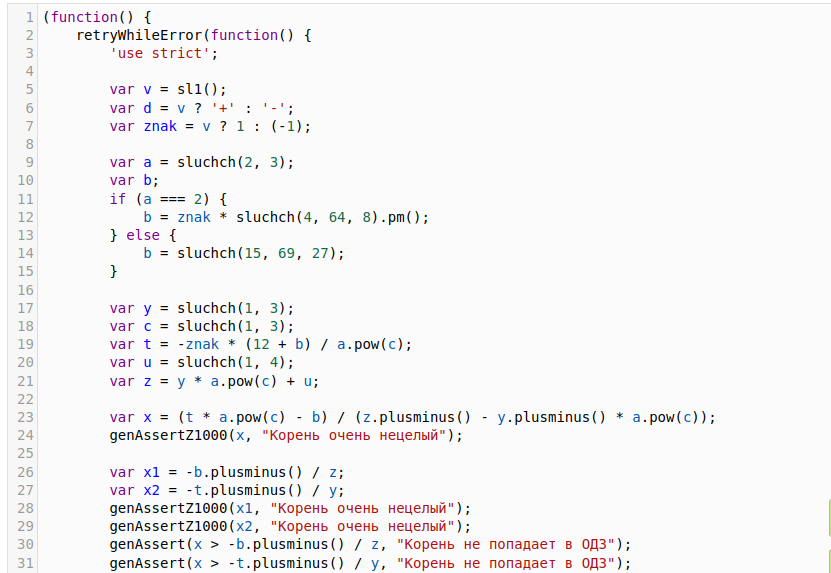 1 (function() {
2 retryWhileError(function() {
3 'use strict';
4
5 var v = sl1();
6 var d = v ? '+' : '-';
7 var znak = v ? 1 : (-1);
8
9 var a = sluchch(2, 3);
10 var b;
11 if (a === 2) {
12 b = znak * sluchch(4, 64, 8).pm();
13 } else {
14 b = sluchch(15, 69, 27);
15 }
16
17 var y = sluchch(1, 3);
18 var c = sluchch(1, 3);
19 var t = -znak * (12 + b) / a.pow(c);
20 var u = sluchch(1, 4);
21 var z = y * a.pow(c) + u;
22
23 var x = (t * a.pow(c) - b) / (z.plusminus() - y.plusminus() * a.pow(c));
24 genAssertZ1000(x, "Корень очень нецелый");
25
26 var x1 = -b.plusminus() / z;
27 var x2 = -t.plusminus() / y;
28 genAssertZ1000(x1, "Корень очень нецелый");
29 genAssertZ1000(x2, "Корень очень нецелый");
30 genAssert(x > -b.plusminus() / z, "Корень не попадает в ОДЗ");
31 genAssert(x > -t.plusminus() / y, "Корень не попадает в ОДЗ");